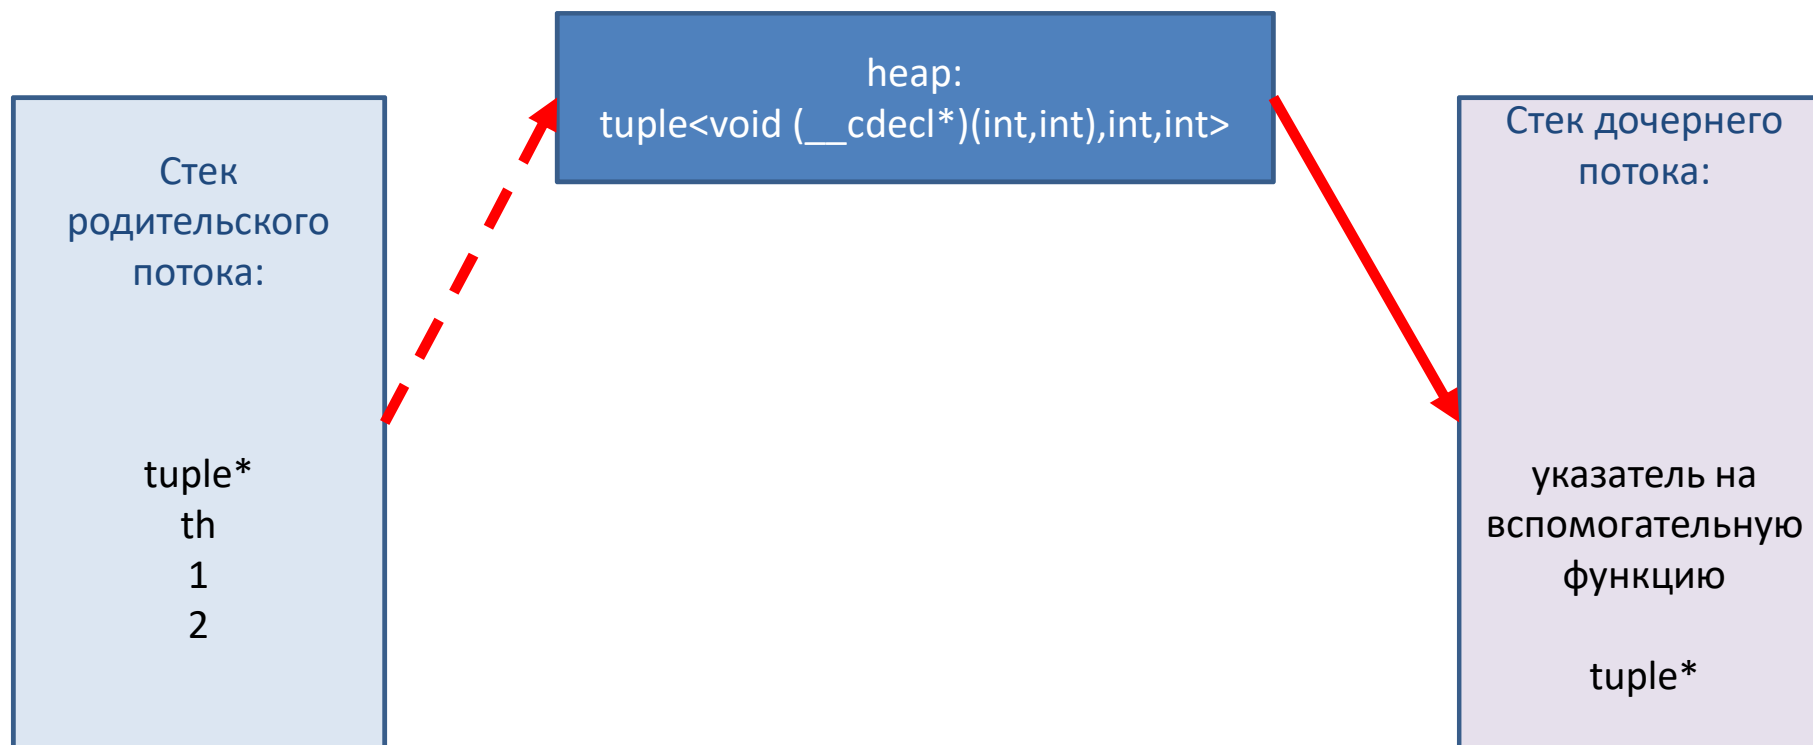 heap:
tuple<void (__cdecl*)(int,int),int,int>
Стек
родительского
потока:
tuple*
th
1
2
Стек дочернего
потока:
указатель на
вспомогательную
функцию
tuple*